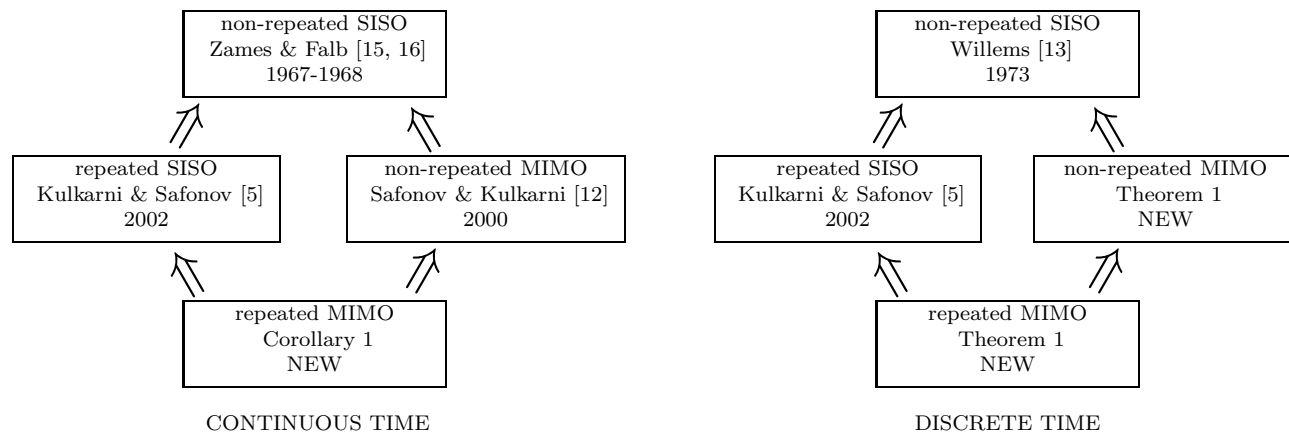 non-repeated SISO
Zames & Falb [15, 16]
1967-1968
repeated SISO
Kulkarni & Safonov [5]
2002
non-repeated MIMO
Safonov & Kulkarni [12]
2000
repeated MIMO
Corollary 1
NEW
CONTINUOUS TIME
non-repeated SISO
Willems [13]
1973
repeated SISO
Kulkarni & Safonov [5]
2002
non-repeated MIMO
Theorem 1
NEW
repeated MIMO
Theorem 1
NEW
DISCRETE TIME